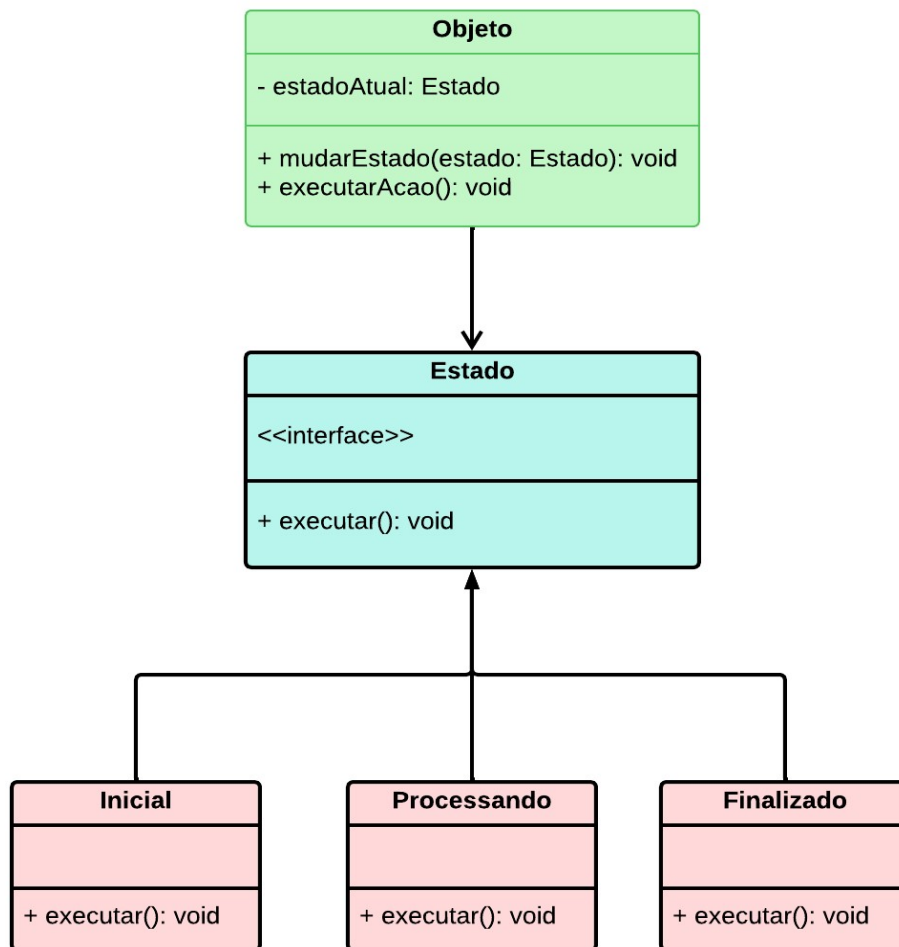 Objeto
- estadoAtual: Estado
+ mudarEstado(estado: Estado): void
+ executarAcao(): void
Estado
<<interface>>
+ executar(): void
Inicial
+ executar(): void
Processando
+ executar(): void
Finalizado
+ executar(): void